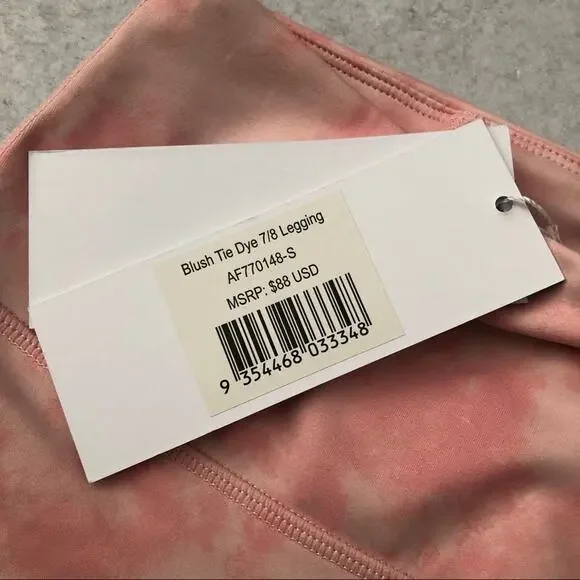 Blush Tie Dye 7/8 Legging
AF770148-S
MSRP: $88 USD
9 354468 033348